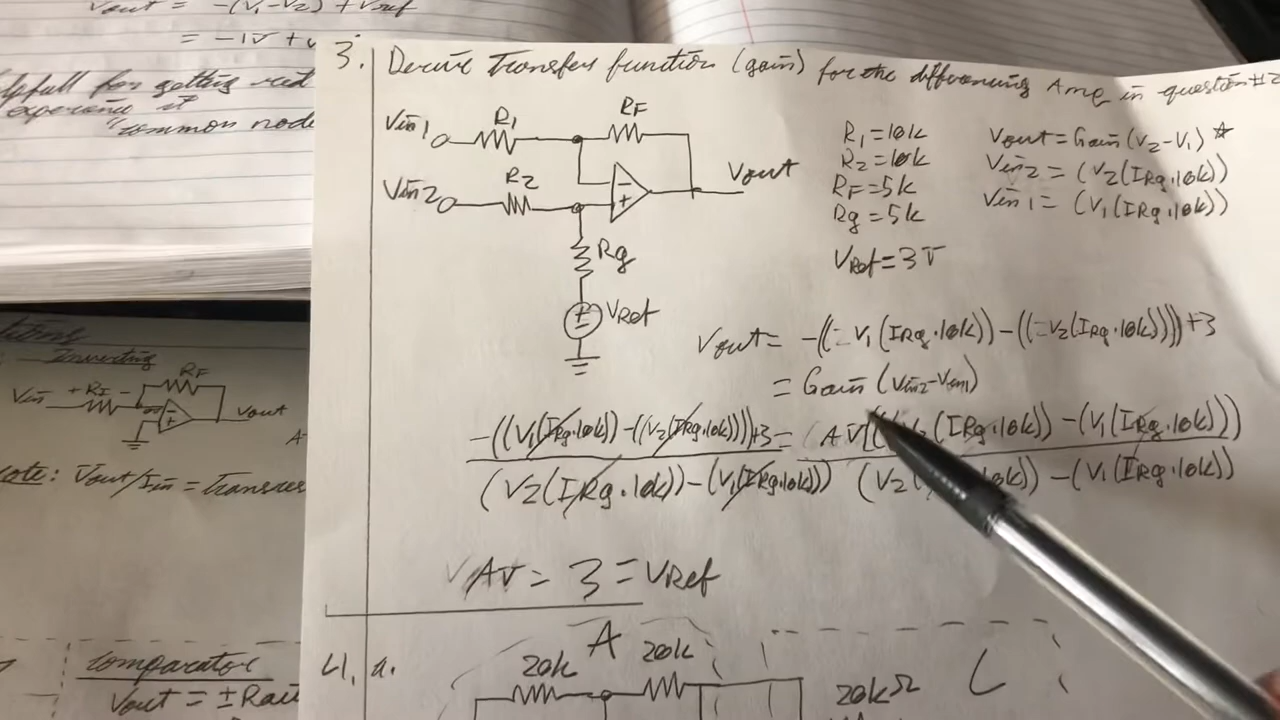 Vout = -(V1-V2) + Vref
= -1V +
for getting
experience it
"common node
3. Derive Transfer function (gain) for the differencing Amp in question #2
Vin1 R1 RF
Vin2 R2 - + Vout
Rg
VRef
R1=10k
R2=10k
RF=5k
Rg=5k
VRef=3V
Vout=Gain(V2-V1)*
Vin2=(V2(IRg.10k))
Vin1=(V1(IRg.10k))
Vout= -((-V1(IRg.10k))-((-V2(IRg.10k))))+3
= Gain (Vin2-Vin1)
-((V1(IRg.10k))-((V2(IRg.10k)))+3 = AV[( (IRg.10k))-(V1(IRg.10k)))
(V2(IRg.10k))-(V1(IRg.10k)) (V2( 10k))-(V1(IRg.10k))
AV = 3 = VRef
Inverting
Vin + RI - RF
- + Vout
Note: Vout/Iin = Transres
comparator
Vout = ±Rail
4. a. 20k A 20k
20kΩ